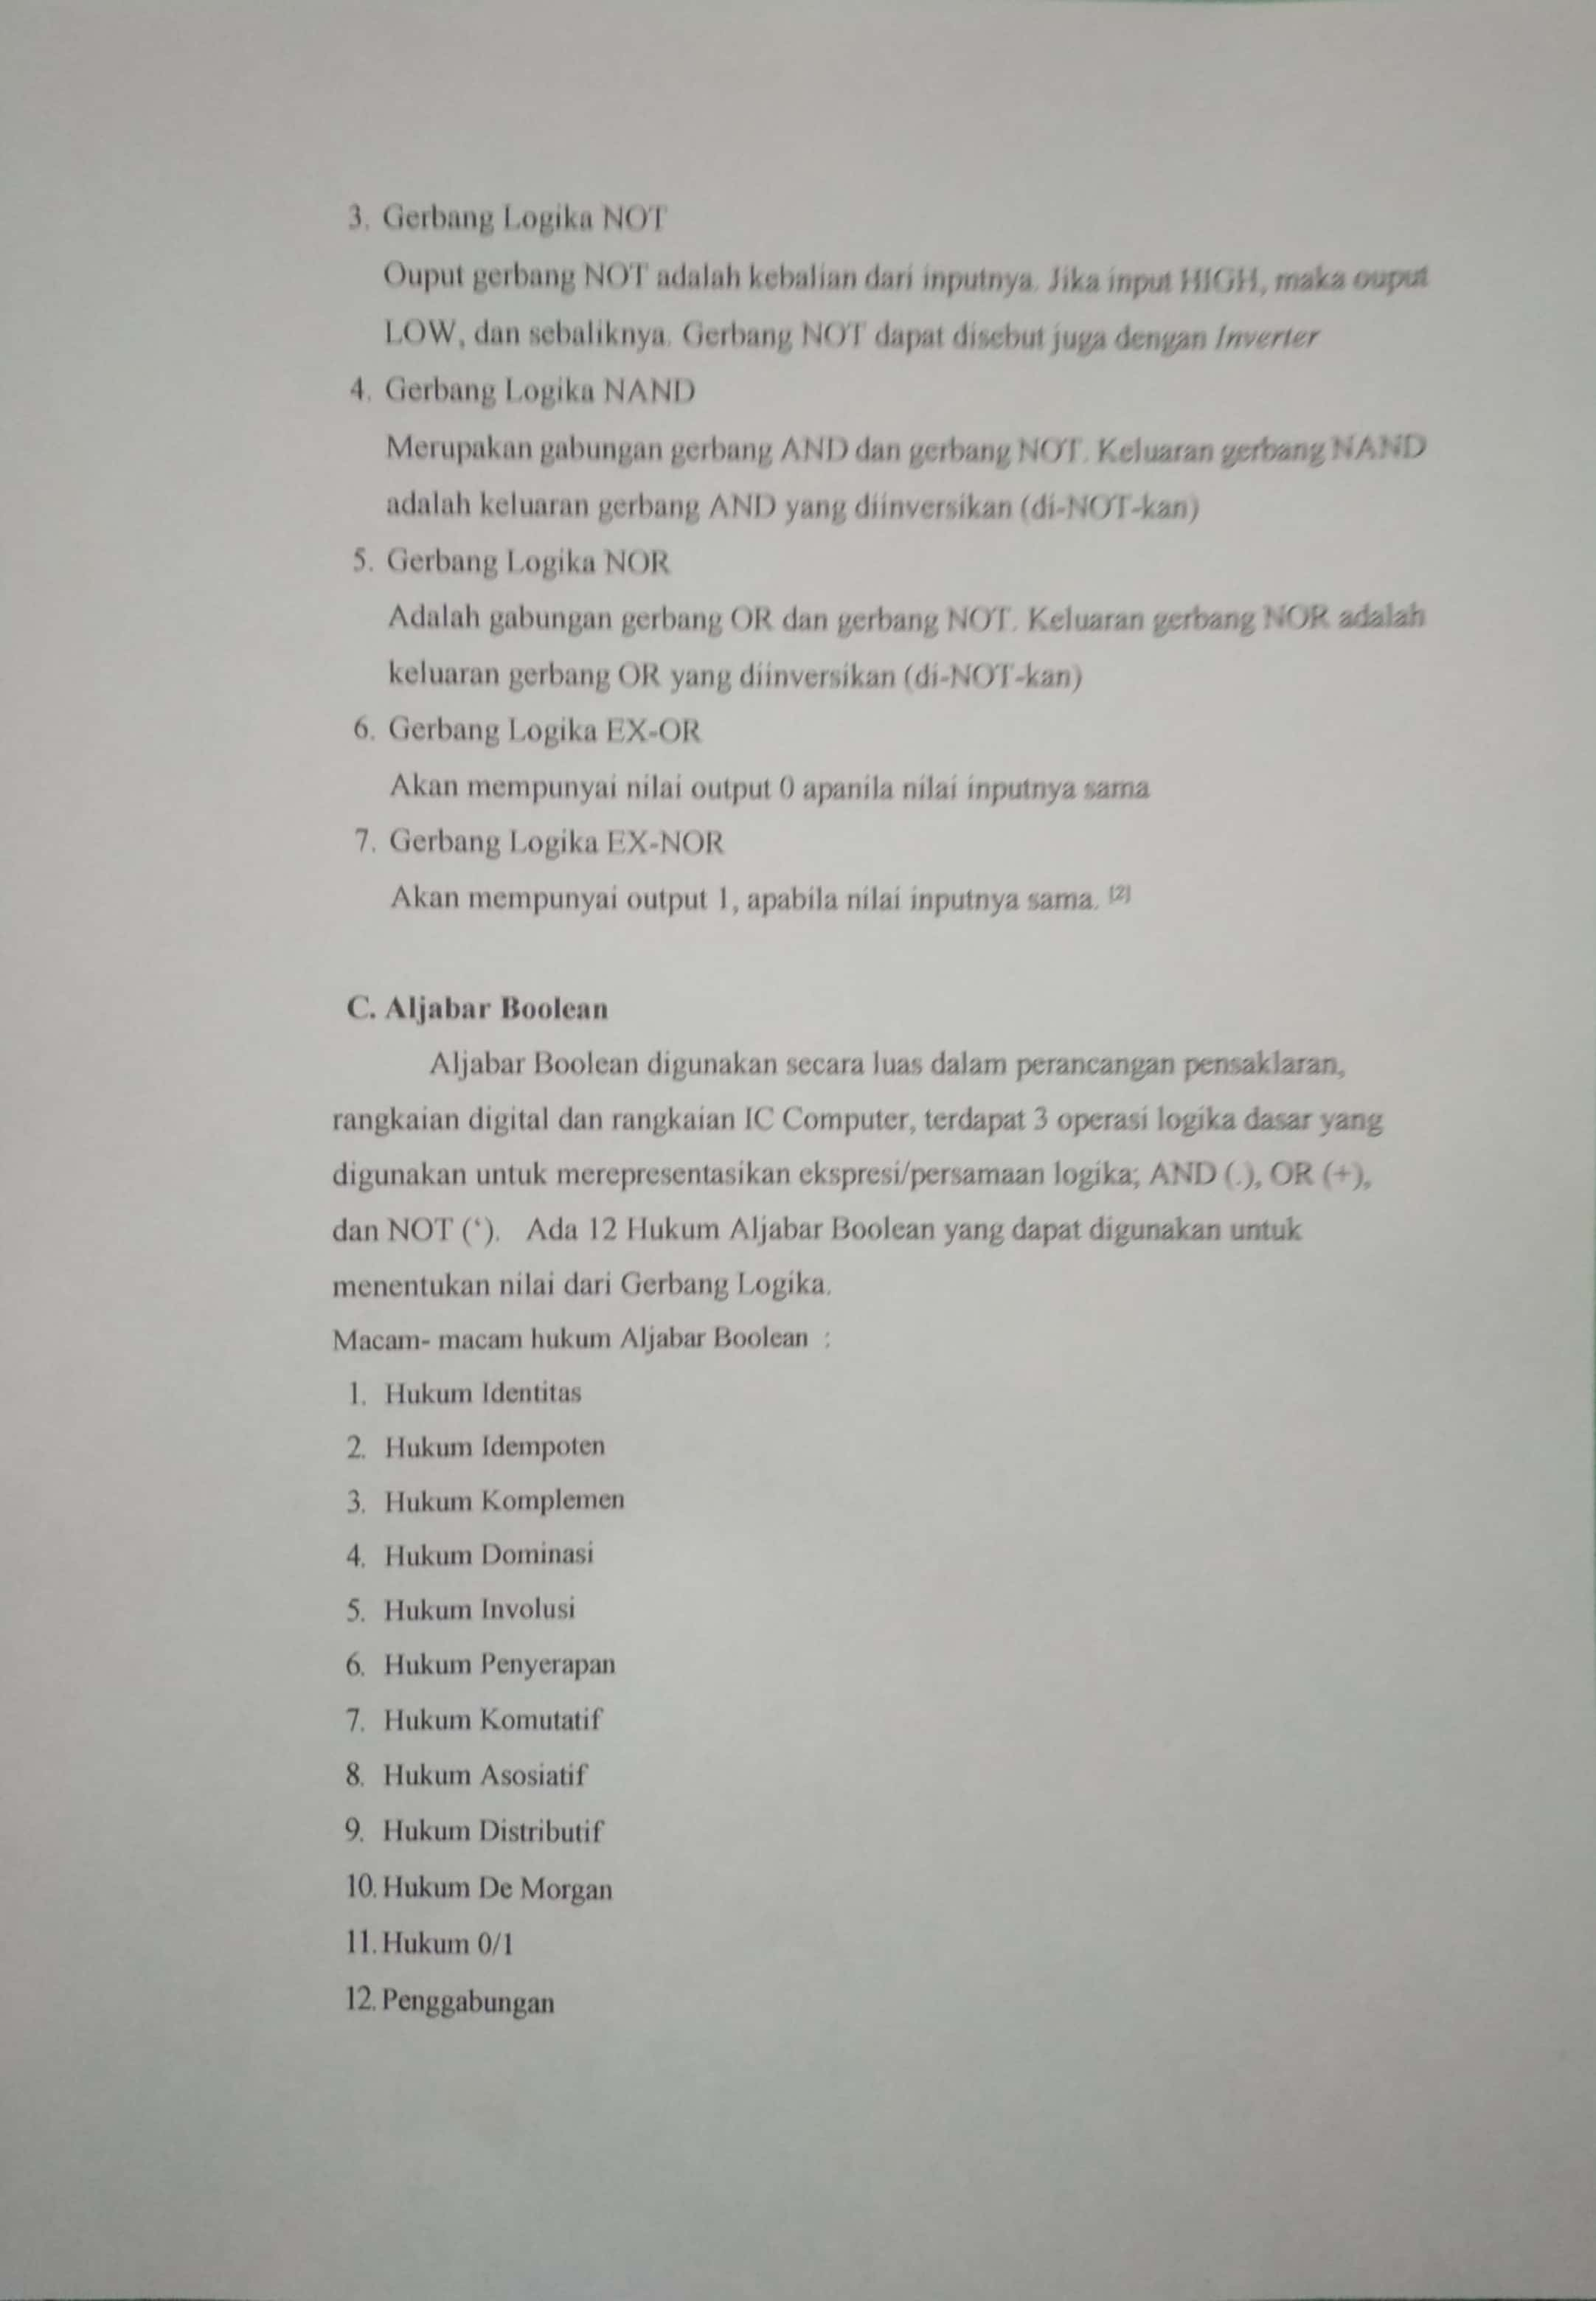 3. Gerbang Logika NOT
Ouput gerbang NOT adalah kebalian dari inputnya. Jika input HIGH, maka ouput
LOW, dan sebaliknya. Gerbang NOT dapat disebut juga dengan Inverter
4. Gerbang Logika NAND
Merupakan gabungan gerbang AND dan gerbang NOT. Keluaran gerbang NAND
adalah keluaran gerbang AND yang diinversikan (di-NOT-kan)
5. Gerbang Logika NOR
Adalah gabungan gerbang OR dan gerbang NOT. Keluaran gerbang NOR adalah
keluaran gerbang OR yang diinversikan (di-NOT-kan)
6. Gerbang Logika EX-OR
Akan mempunyai nilai output 0 apanila nilai inputnya sama
7. Gerbang Logika EX-NOR
Akan mempunyai output 1, apabila nilai inputnya sama. [2]
C. Aljabar Boolean
Aljabar Boolean digunakan secara luas dalam perancangan pensaklaran,
rangkaian digital dan rangkaian IC Computer, terdapat 3 operasi logika dasar yang
digunakan untuk merepresentasikan ekspresi/persamaan logika; AND (.), OR (+),
dan NOT (‘). Ada 12 Hukum Aljabar Boolean yang dapat digunakan untuk
menentukan nilai dari Gerbang Logika.
Macam- macam hukum Aljabar Boolean :
1. Hukum Identitas
2. Hukum Idempoten
3. Hukum Komplemen
4. Hukum Dominasi
5. Hukum Involusi
6. Hukum Penyerapan
7. Hukum Komutatif
8. Hukum Asosiatif
9. Hukum Distributif
10. Hukum De Morgan
11. Hukum 0/1
12. Penggabungan